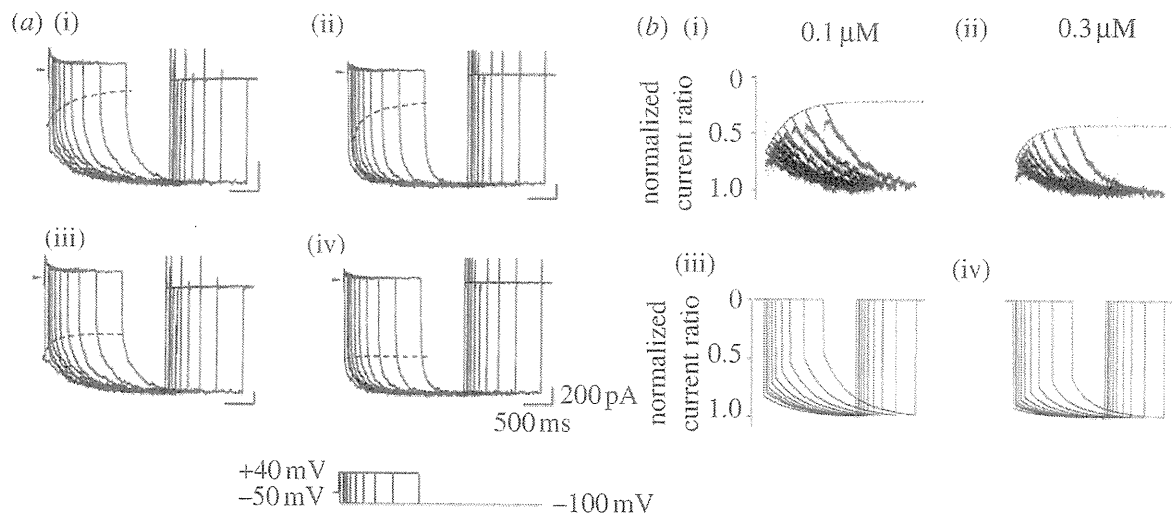 (a) (i)
(ii)
(iii)
(iv)
200 pA
500 ms
+40 mV
−50 mV
−100 mV
(b) (i)
0.1 µM
(ii)
0.3 µM
normalized
current ratio
0
0.5
1.0
(iii)
(iv)
normalized
current ratio
0
0.5
1.0